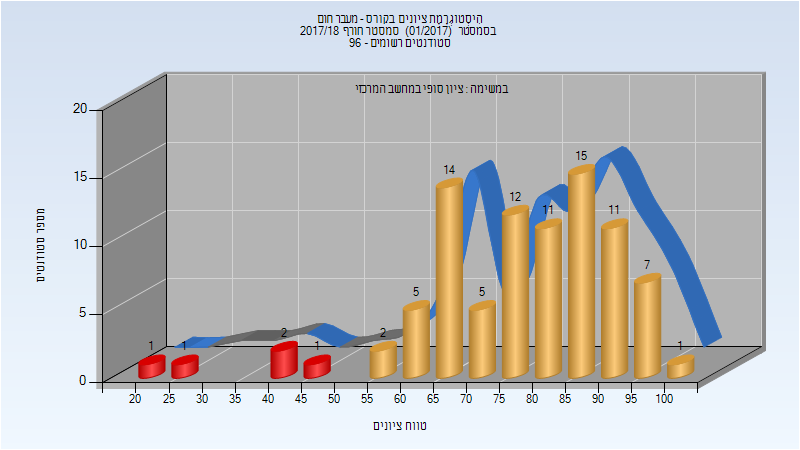 היסטוגרמת ציונים בקורס - מעבר חום
בסמסטר (01/2017) סמסטר חורף 2017/18
סטודנטים רשומים - 96
במשימה : ציון סופי במחשב המרכזי
מספר סטודנטים
20
15
10
5
0
1 1 2 1 2 5 14 5 12 11 15 11 7 1
20 25 30 35 40 45 50 55 60 65 70 75 80 85 90 95 100
טווח ציונים